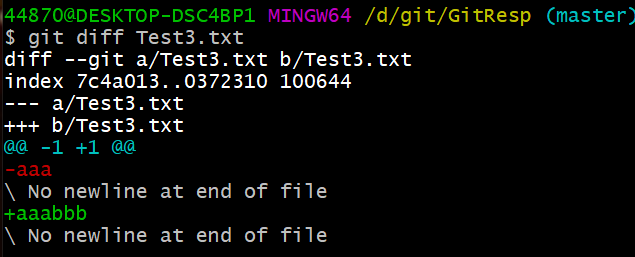 44870@DESKTOP-DSC4BP1 MINGW64 /d/git/GitResp (master)
$ git diff Test3.txt
diff --git a/Test3.txt b/Test3.txt
index 7c4a013..0372310 100644
--- a/Test3.txt
+++ b/Test3.txt
@@ -1 +1 @@
-aaa
\ No newline at end of file
+aaabbb
\ No newline at end of file